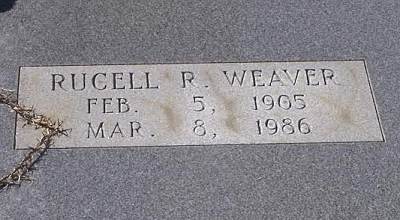 RUCELL R. WEAVER
FEB. 5, 1905
MAR. 8, 1986